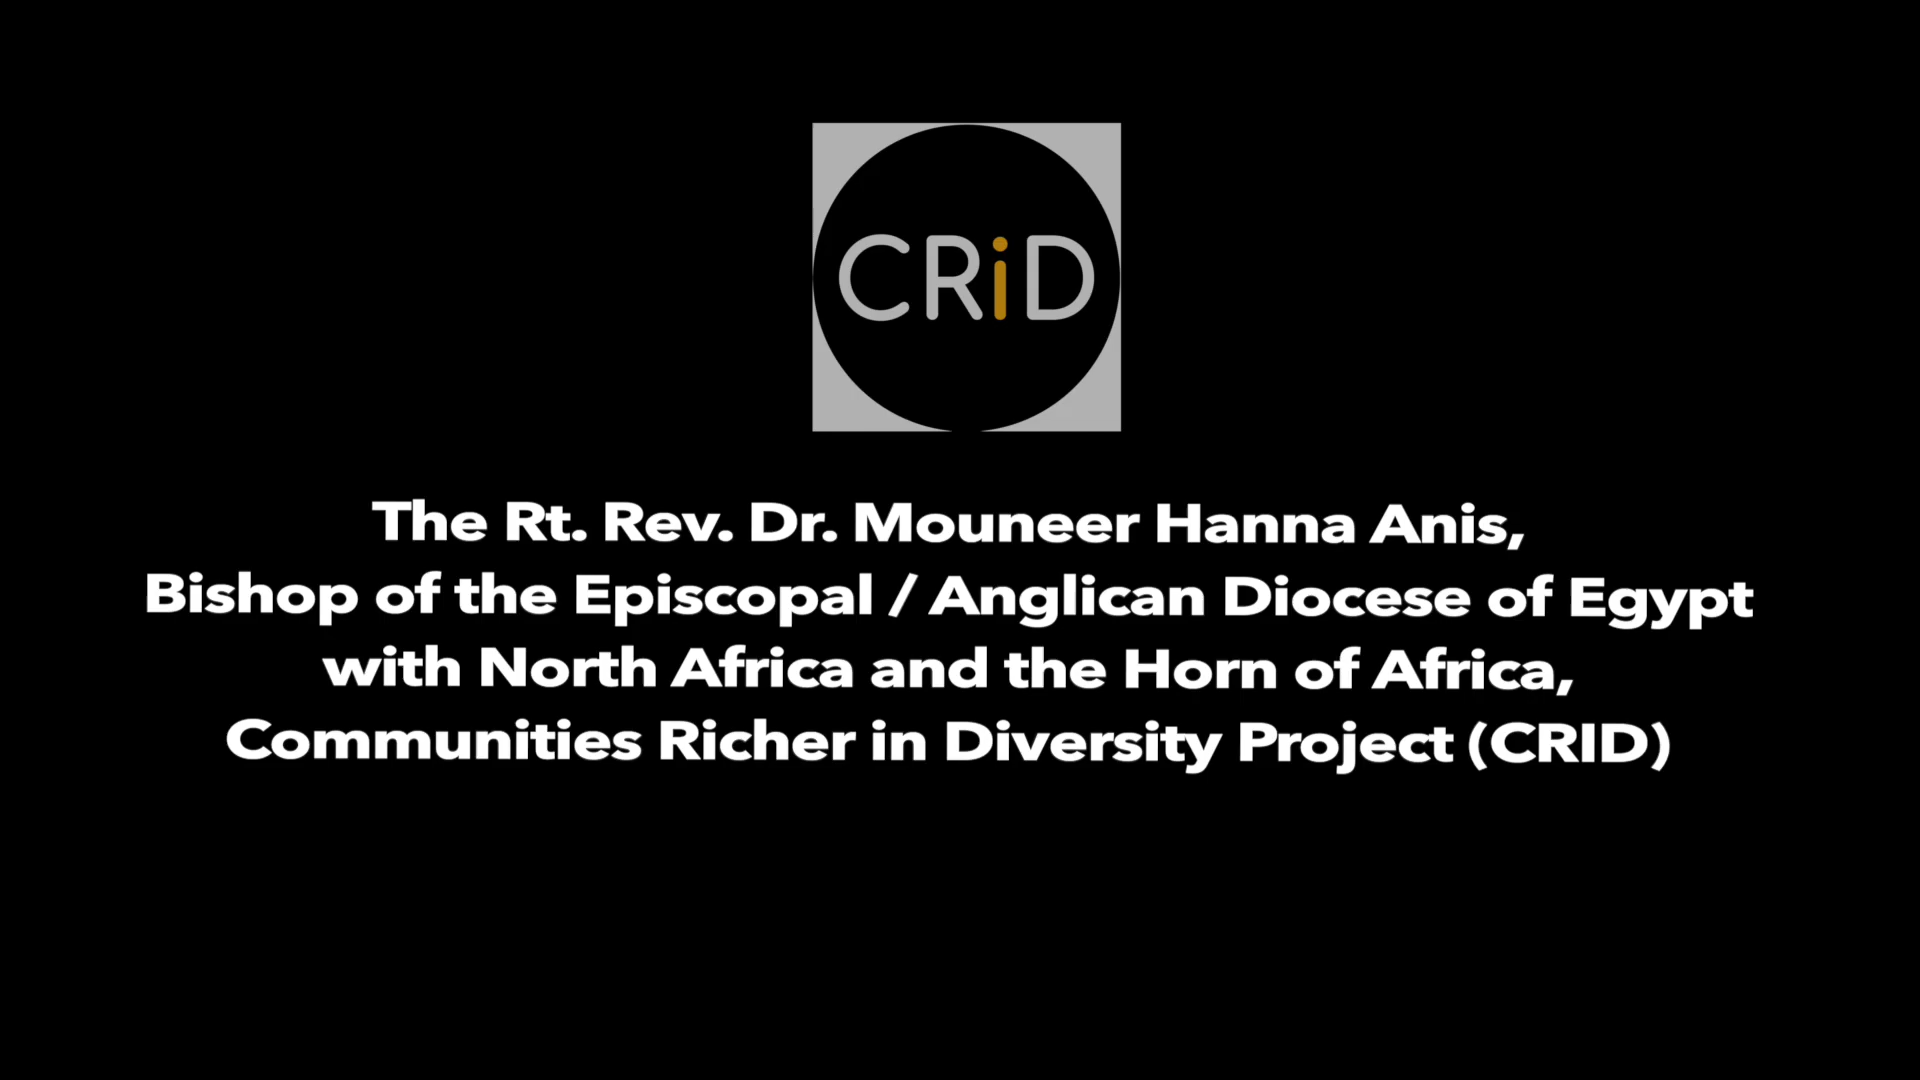 CRiD
The Rt. Rev. Dr. Mouneer Hanna Anis,
Bishop of the Episcopal / Anglican Diocese of Egypt
with North Africa and the Horn of Africa,
Communities Richer in Diversity Project (CRID)